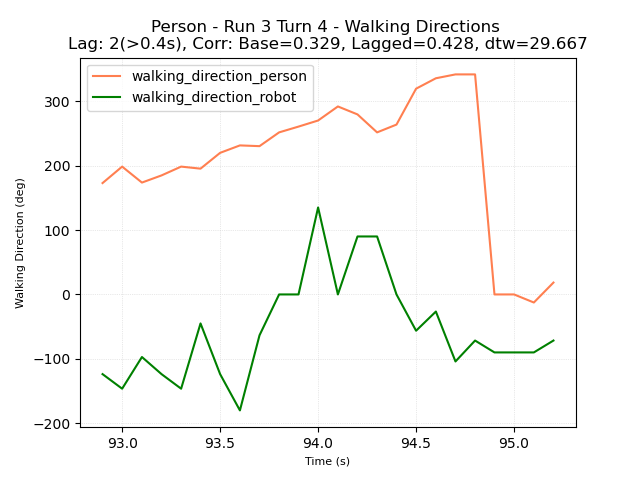 Person - Run 3 Turn 4 - Walking Directions
Lag: 2(>0.4s), Corr: Base=0.329, Lagged=0.428, dtw=29.667
walking_direction_person
walking_direction_robot
300
200
100
0
−100
−200
Walking Direction (deg)
93.0 93.5 94.0 94.5 95.0
Time (s)